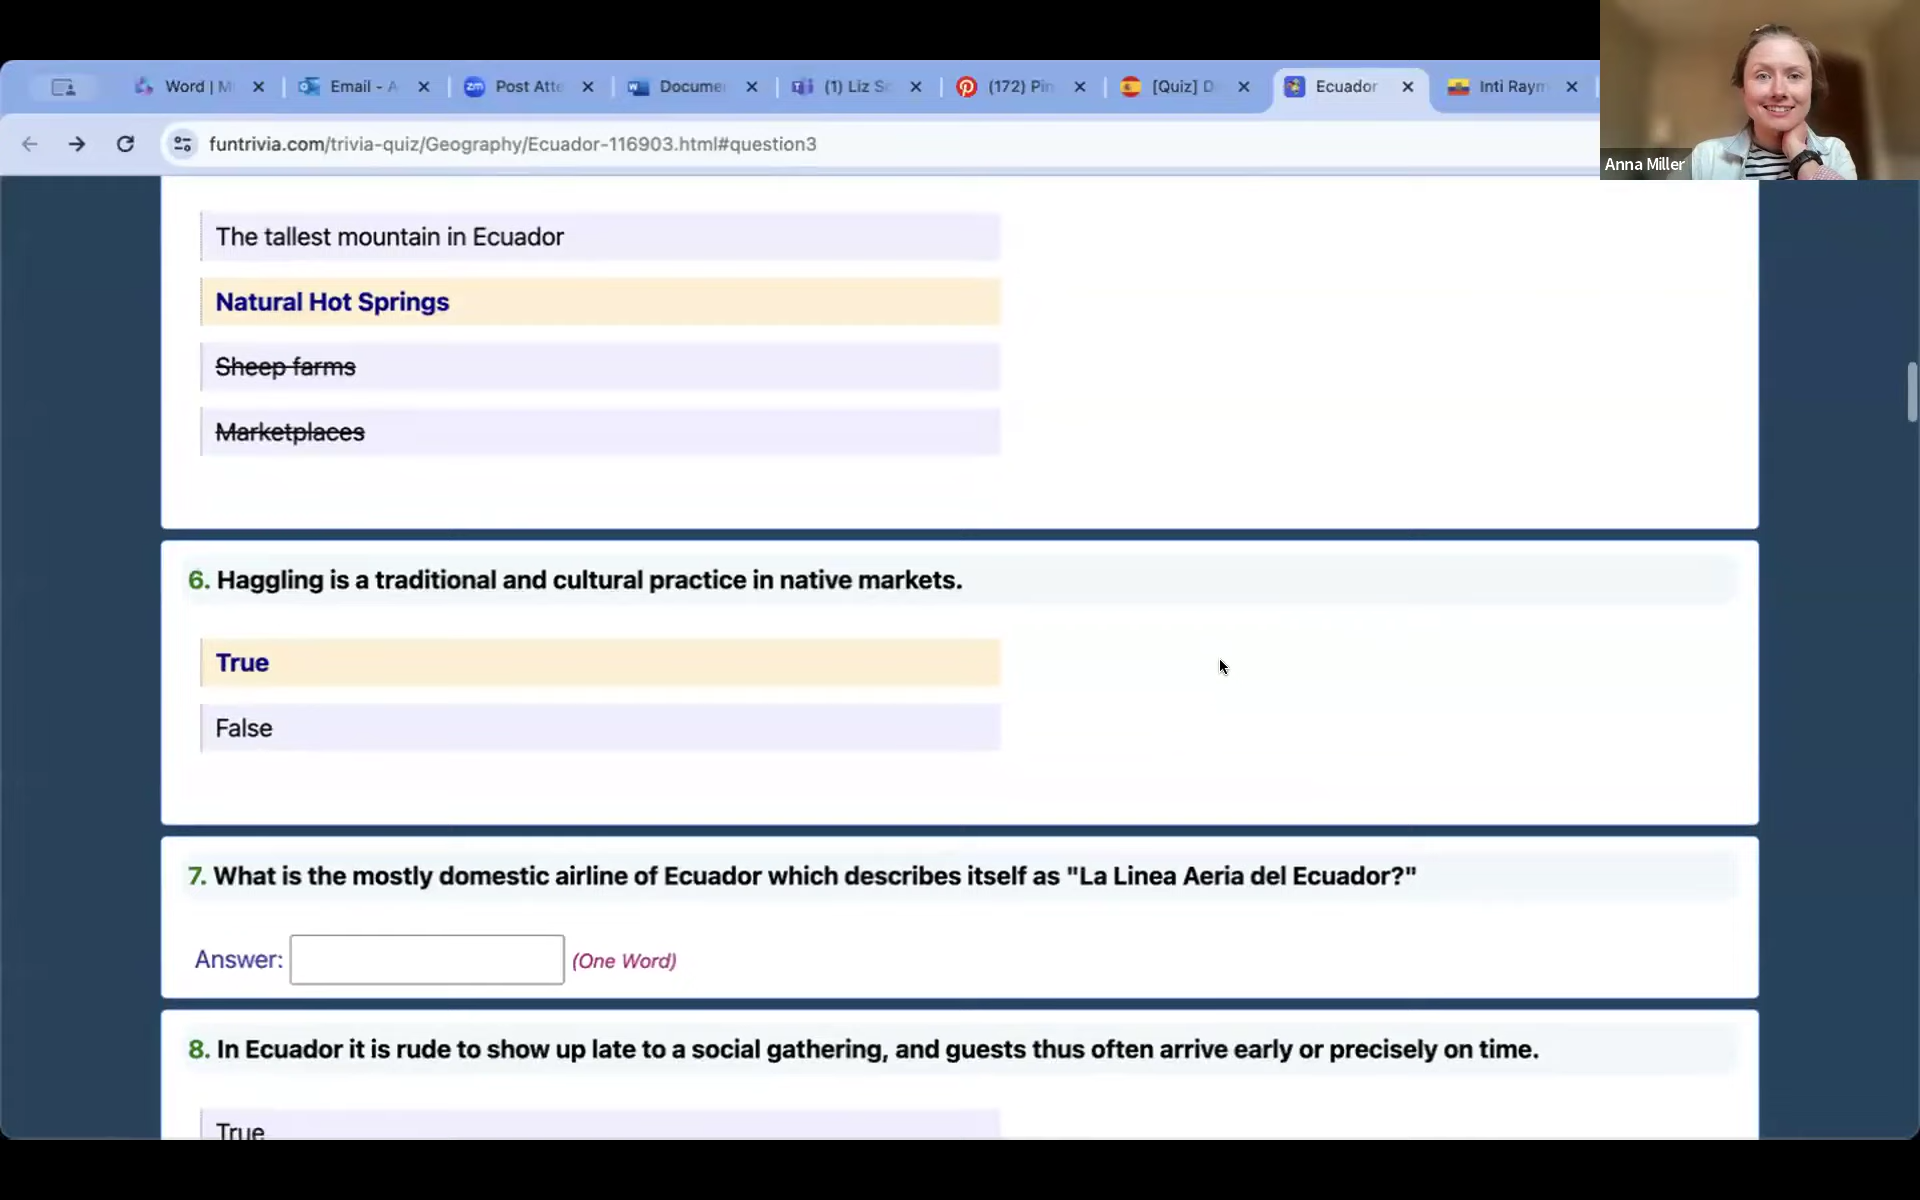 Word | M
Email - A
Post Atte
Documer
(1) Liz Sc
(172) Pin
[Quiz] D
Ecuador
Inti Raym
funtrivia.com/trivia-quiz/Geography/Ecuador-116903.html#question3
Anna Miller
The tallest mountain in Ecuador
Natural Hot Springs
Sheep farms
Marketplaces
6. Haggling is a traditional and cultural practice in native markets.
True
False
7. What is the mostly domestic airline of Ecuador which describes itself as "La Linea Aeria del Ecuador?"
Answer: (One Word)
8. In Ecuador it is rude to show up late to a social gathering, and guests thus often arrive early or precisely on time.
True